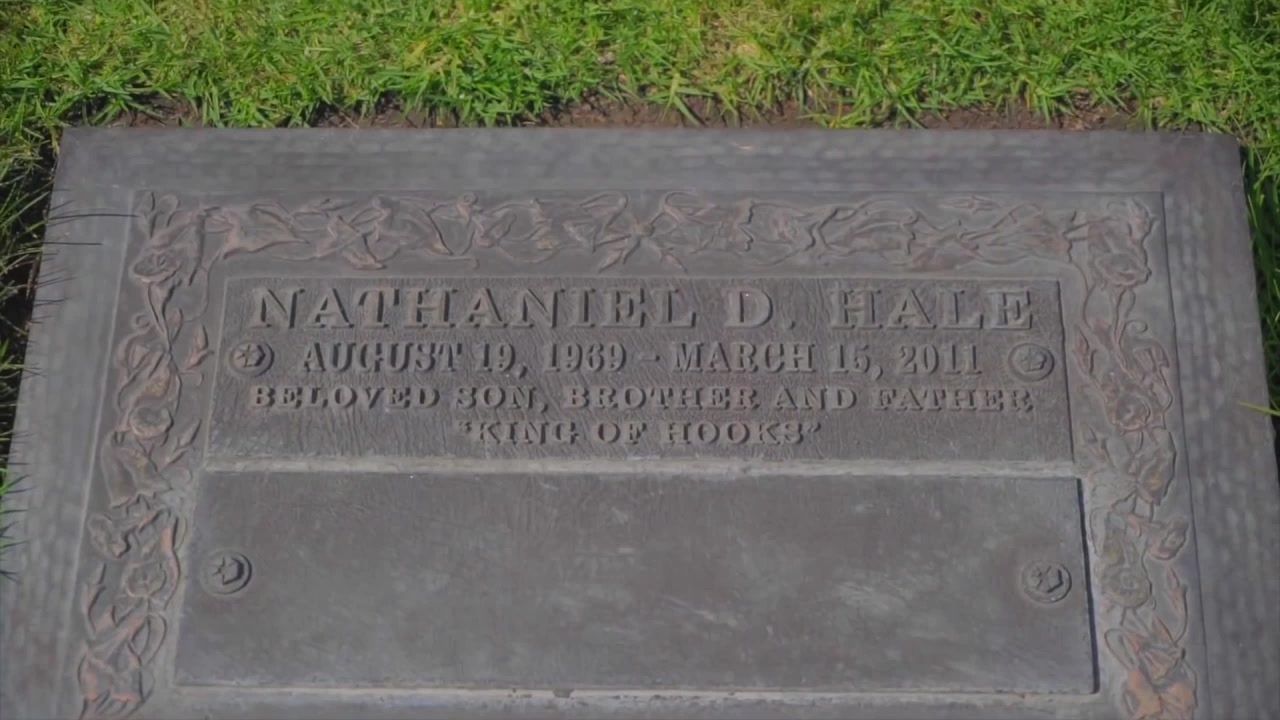 NATHANIEL D. HALE
AUGUST 19, 1969 - MARCH 15, 2011
BELOVED SON, BROTHER AND FATHER
"KING OF HOOKS"